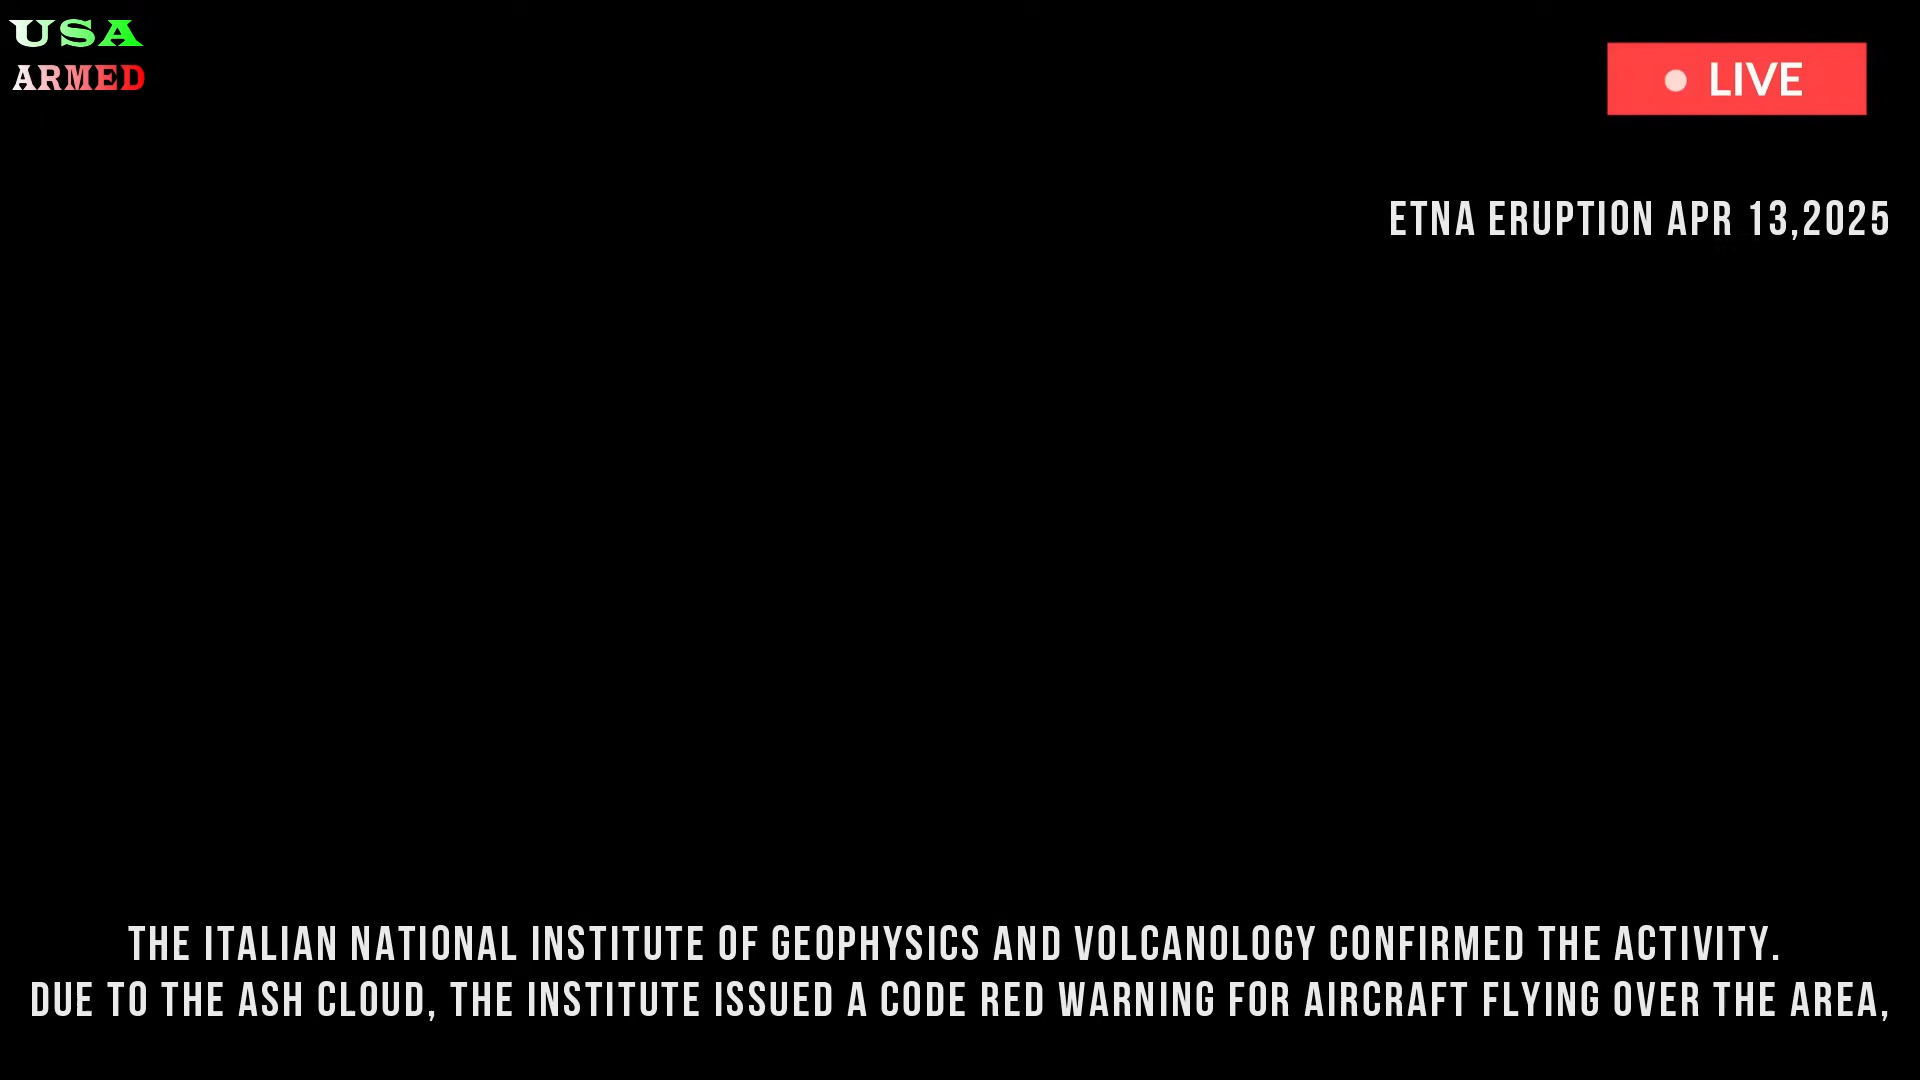 USA
ARMED
LIVE
ETNA ERUPTION APR 13,2025
THE ITALIAN NATIONAL INSTITUTE OF GEOPHYSICS AND VOLCANOLOGY CONFIRMED THE ACTIVITY.
DUE TO THE ASH CLOUD, THE INSTITUTE ISSUED A CODE RED WARNING FOR AIRCRAFT FLYING OVER THE AREA,